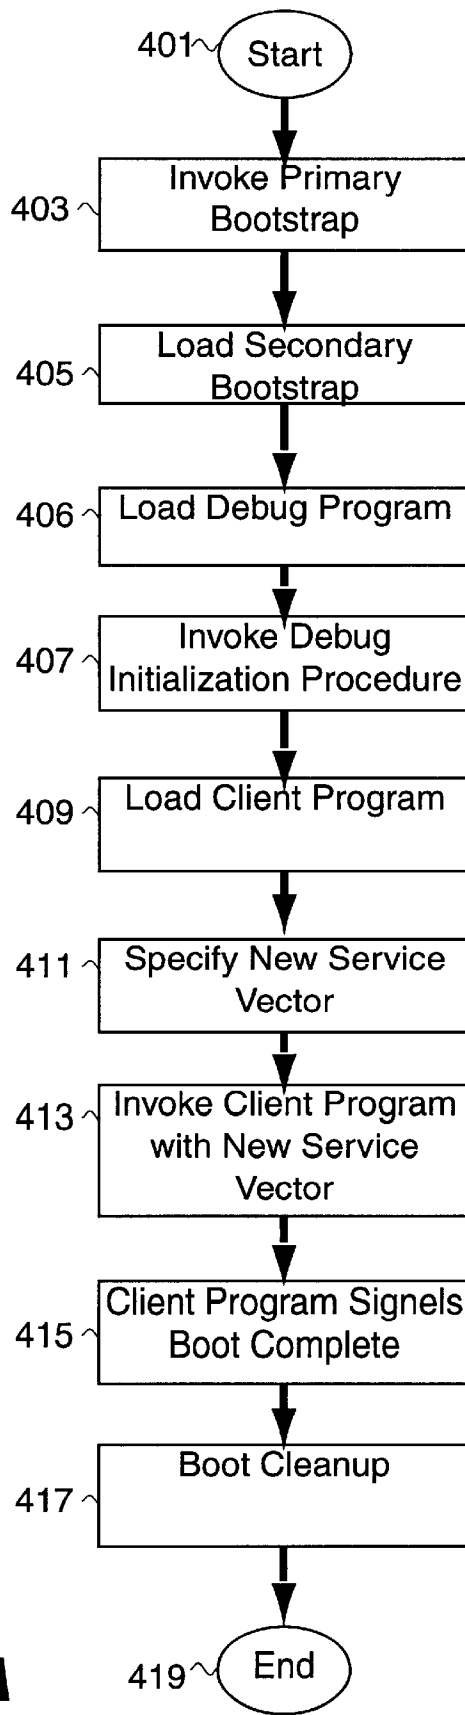 401 Start
403 Invoke Primary
Bootstrap
405 Load Secondary
Bootstrap
406 Load Debug Program
407 Invoke Debug
Initialization Procedure
409 Load Client Program
411 Specify New Service
Vector
413 Invoke Client Program
with New Service
Vector
415 Client Program Signels
Boot Complete
417 Boot Cleanup
419 End